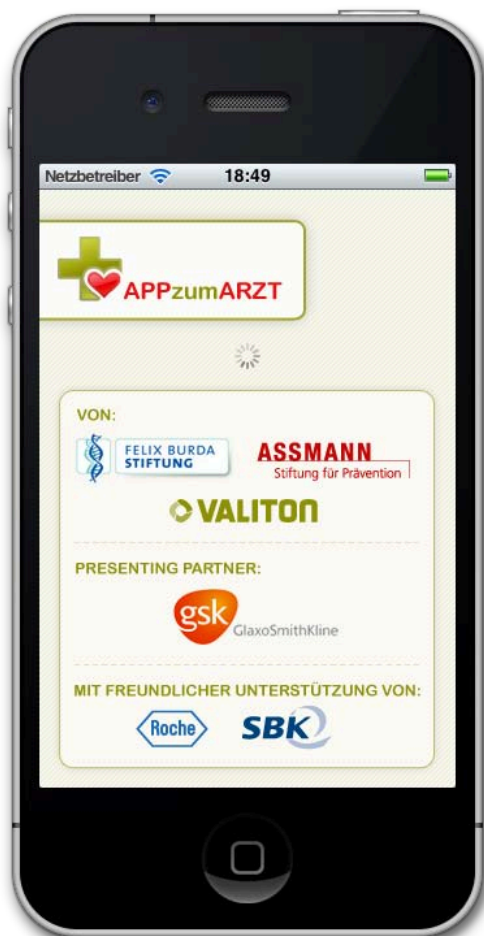 Netzbetreiber 18:49
APPzumARZT
VON:
FELIX BURDA
STIFTUNG
ASSMANN
Stiftung für Prävention
VALITON
PRESENTING PARTNER:
gsk
GlaxoSmithKline
MIT FREUNDLICHER UNTERSTÜTZUNG VON:
Roche SBK